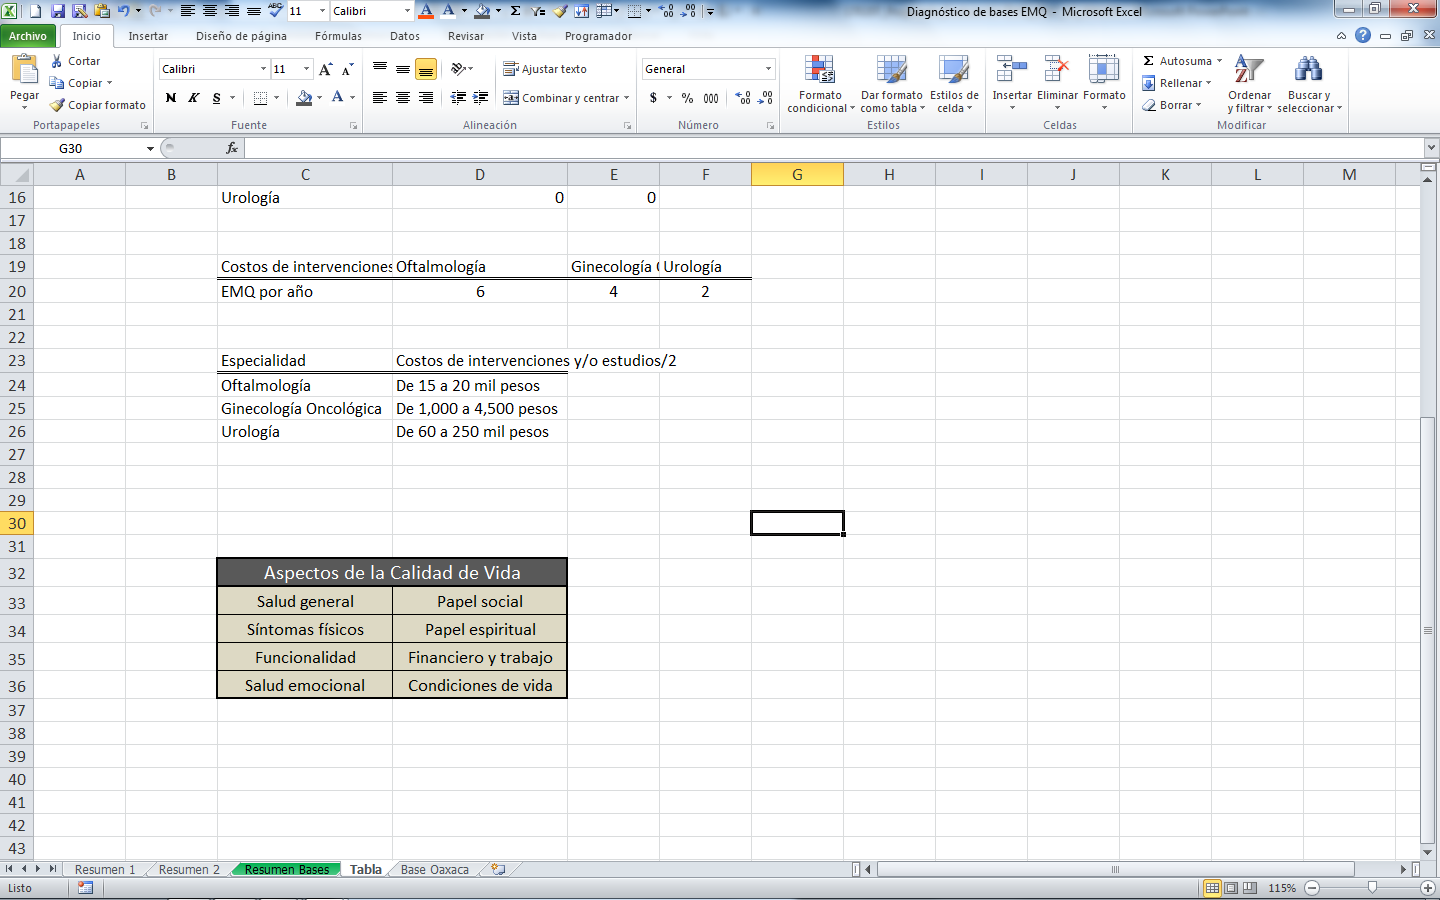 11 Calibri Diagnóstico de bases EMQ - Microsoft Excel
Archivo Inicio Insertar Diseño de página Fórmulas Datos Revisar Vista Programador
Pegar
Cortar
Copiar
Copiar formato
Portapapeles
Calibri 11
N K S
Fuente
Ajustar texto
Combinar y centrar
Alineación
General
$ % 000
Número
Formato condicional
Dar formato como tabla
Estilos de celda
Estilos
Insertar Eliminar Formato
Celdas
Autosuma
Rellenar
Borrar
Ordenar y filtrar
Buscar y seleccionar
Modificar
G30 fx
A B C D E F G H I J K L M
16 Urología 0 0
17
18
19 Costos de intervenciones Oftalmología Ginecología Urología
20 EMQ por año 6 4 2
21
22
23 Especialidad Costos de intervenciones y/o estudios/2
24 Oftalmología De 15 a 20 mil pesos
25 Ginecología Oncológica De 1,000 a 4,500 pesos
26 Urología De 60 a 250 mil pesos
27
28
29
30
31
32 Aspectos de la Calidad de Vida
33 Salud general Papel social
34 Síntomas físicos Papel espiritual
35 Funcionalidad Financiero y trabajo
36 Salud emocional Condiciones de vida
37
38
39
40
41
42
43
Resumen 1 Resumen 2 Resumen Bases Tabla Base Oaxaca
Listo 115%